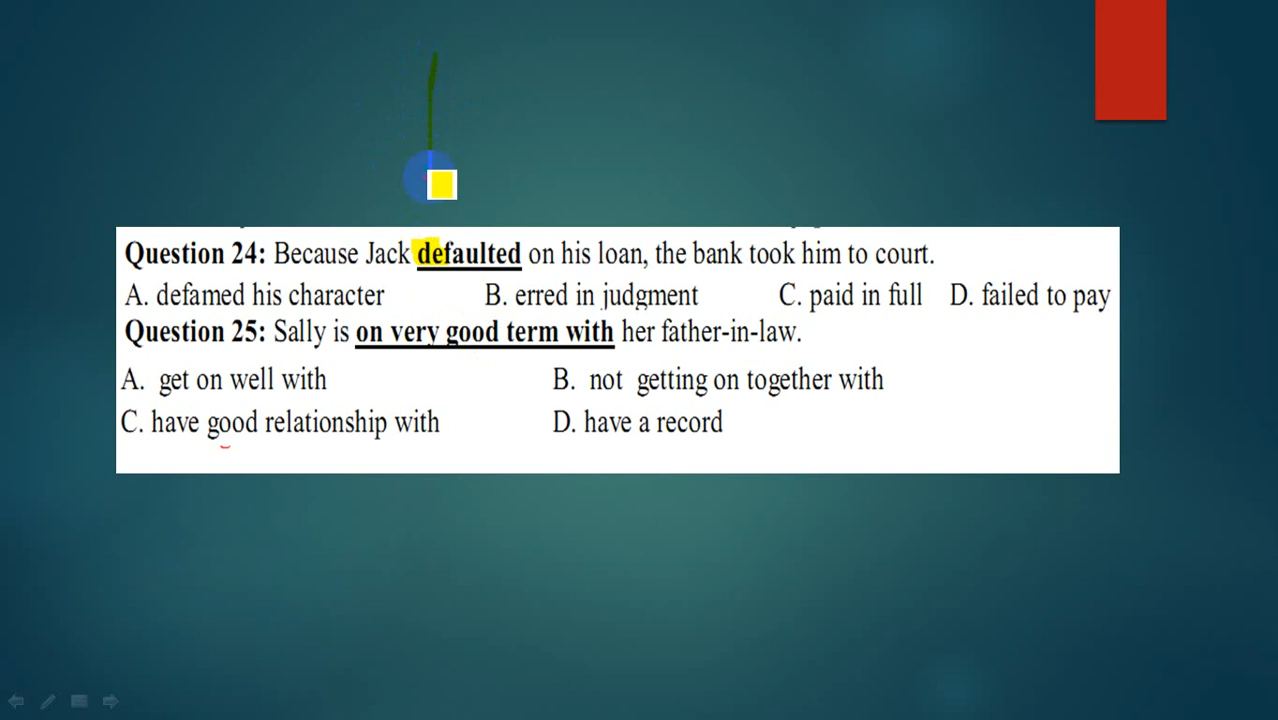 Question 24: Because Jack defaulted on his loan, the bank took him to court.
A. defamed his character B. erred in judgment C. paid in full D. failed to pay
Question 25: Sally is on very good term with her father-in-law.
A. get on well with B. not getting on together with
C. have good relationship with D. have a record